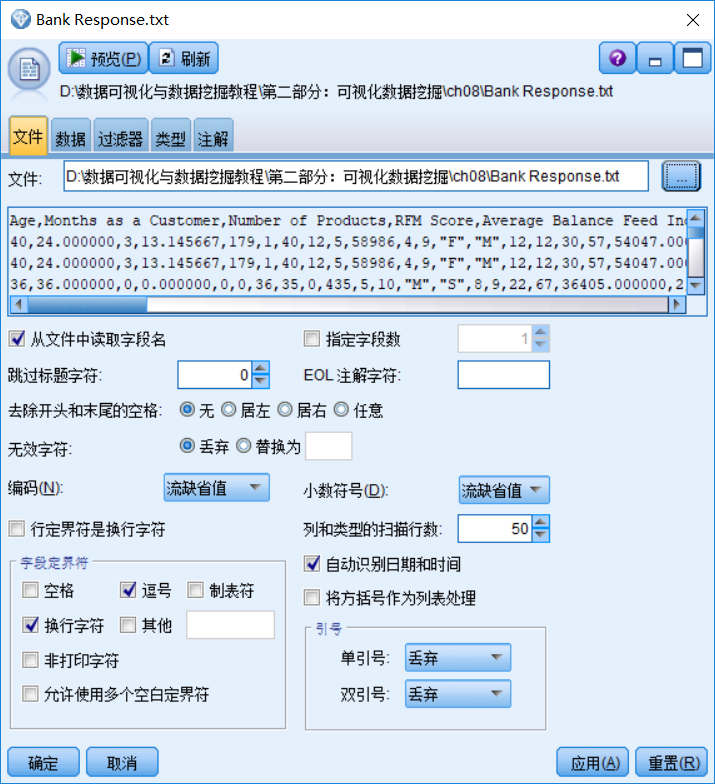 Bank Response.txt
预览(P) 刷新
D:\数据可视化与数据挖掘教程\第二部分：可视化数据挖掘\ch08\Bank Response.txt
文件 数据 过滤器 类型 注解
文件: D:\数据可视化与数据挖掘教程\第二部分：可视化数据挖掘\ch08\Bank Response.txt ...
Age,Months as a Customer,Number of Products,RFM Score,Average Balance Feed Ind
40,24.000000,3,13.145667,179,1,40,12,5,58986,4,9,"F","M",12,12,30,57,54047.000
40,24.000000,3,13.145667,179,1,40,12,5,58986,4,9,"F","M",12,12,30,57,54047.000
36,36.000000,0,0.000000,0,0,36,35,0,435,5,10,"M","S",8,9,22,67,36405.000000,2
从文件中读取字段名 指定字段数 1
跳过标题字符: 0 EOL 注解字符:
去除开头和末尾的空格: 无 居左 居右 任意
无效字符: 丢弃 替换为
编码(N): 流缺省值 小数符号(D): 流缺省值
行定界符是换行字符 列和类型的扫描行数: 50
字段定界符 自动识别日期和时间
空格 逗号 制表符 将方括号作为列表处理
换行字符 其他 引号
非打印字符 单引号: 丢弃
允许使用多个空白定界符 双引号: 丢弃
确定 取消 应用(A) 重置(R)